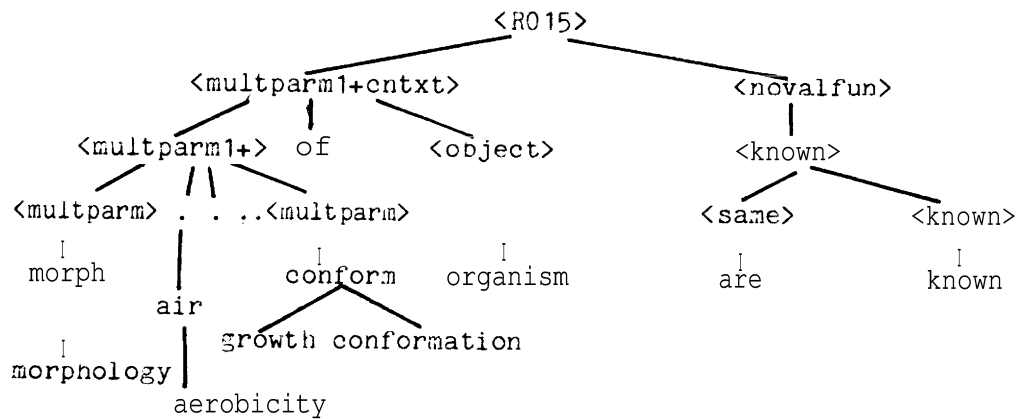 <RO15>
<multparm1+cntxt> <novalfun>
<multparm1+> of <object> <known>
<multparm> . . .. <multparm> <same> <known>
morph conform organism are known
air
growth conformation
morphology
aerobicity